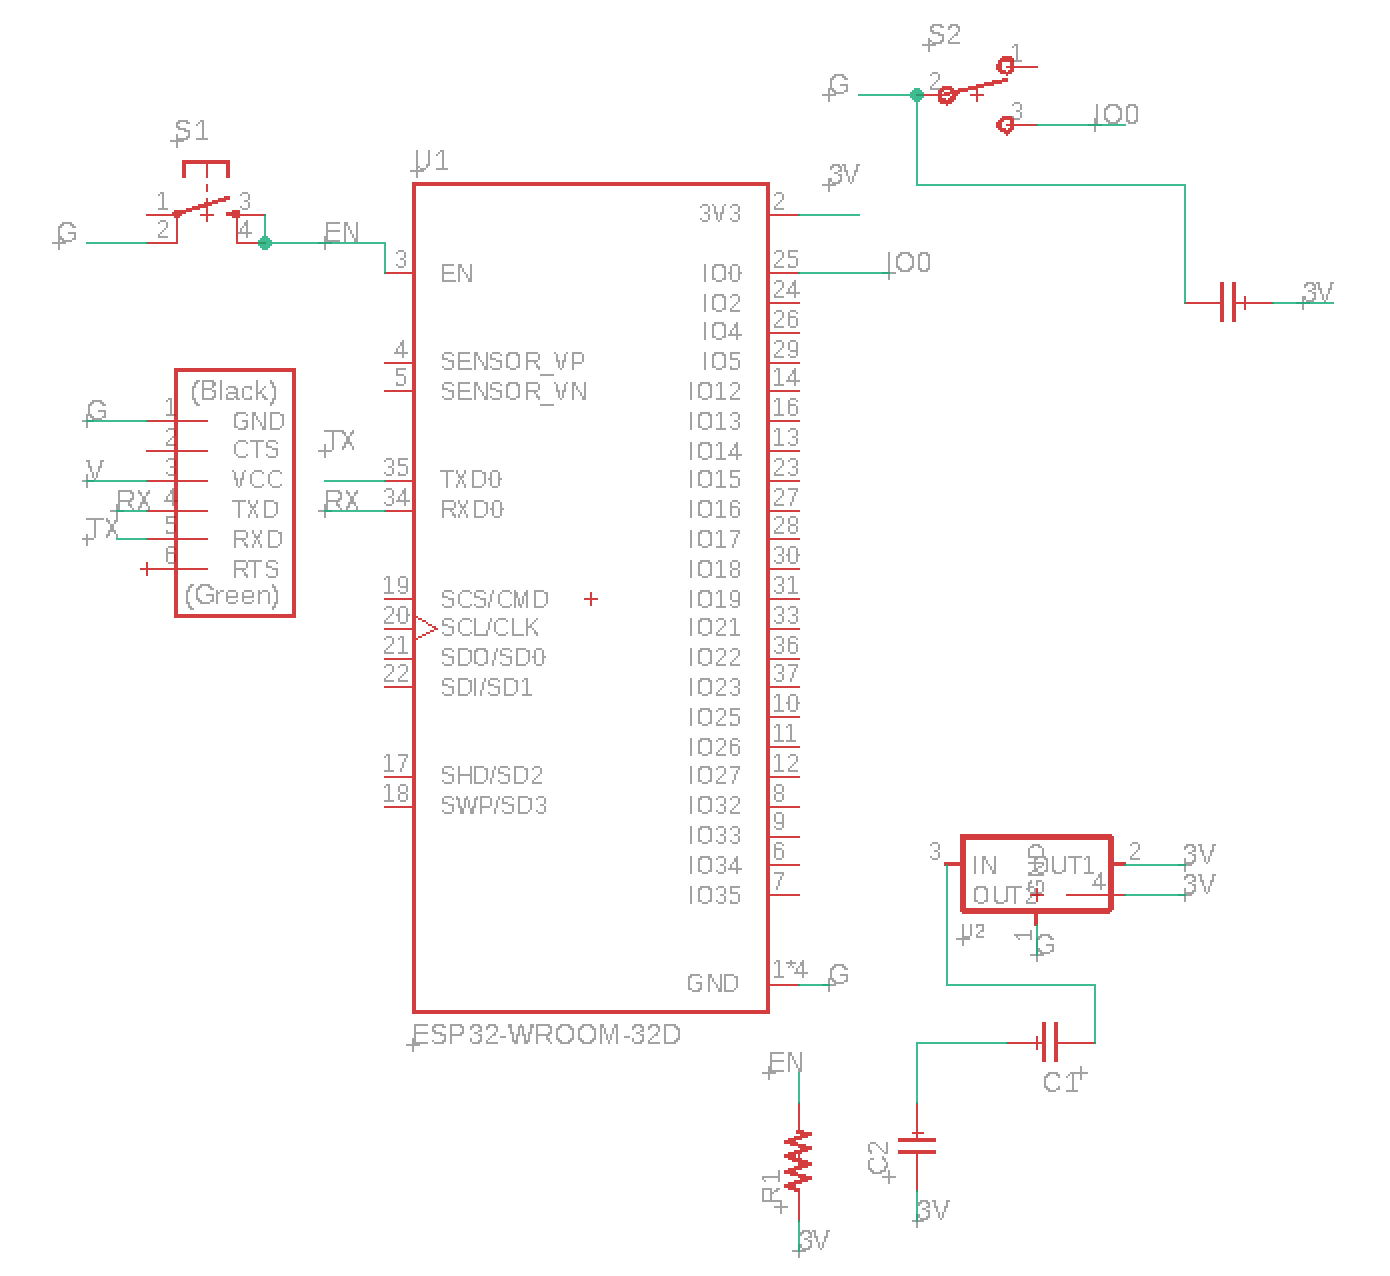 S2
1
G
2
3
IO0
S1
1
3
2
4
G
EN
U1
3V
3V3
2
3
EN
IO0
25
IO0
IO2
24
3V
IO4
26
4
SENSOR_VP
IO5
29
5
SENSOR_VN
IO12
14
(Black)
G
1
GND
IO13
16
2
CTS
TX
IO14
13
V
3
VCC
35
TXD0
IO15
23
RX
4
TXD
RX
34
RXD0
IO16
27
TX
5
RXD
IO17
28
6
RTS
IO18
30
(Green)
19
SCS/CMD
IO19
31
20
SCL/CLK
IO21
33
21
SDO/SD0
IO22
36
22
SDI/SD1
IO23
37
IO25
10
IO26
11
17
SHD/SD2
IO27
12
18
SWP/SD3
IO32
8
IO33
9
IO34
6
IO35
7
3
IN
GND
OUT1
2
3V
OUT2
4
3V
U2
1
G
GND
1*4
G
ESP32-WROOM-32D
EN
C1
C2
R1
3V
3V